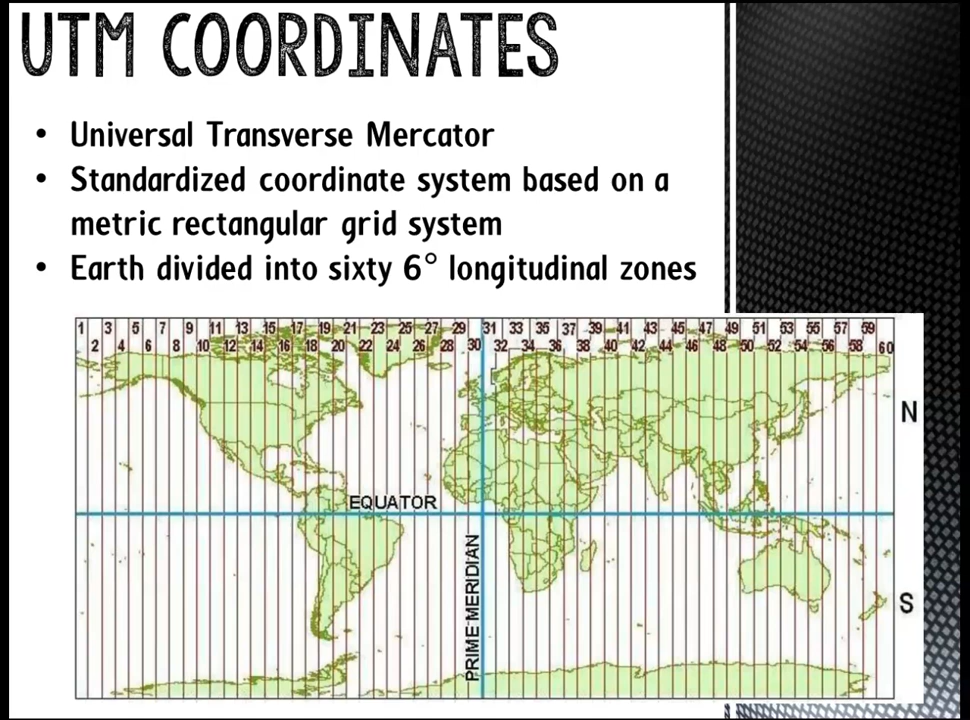 UTM COORDINATES
• Universal Transverse Mercator
• Standardized coordinate system based on a
metric rectangular grid system
• Earth divided into sixty 6° longitudinal zones
1 3 5 7 9 11 13 15 17 19 21 23 25 27 29 31 33 35 37 39 41 43 45 47 49 51 53 55 57 59
2 4 6 8 10 12 14 16 18 20 22 24 26 28 30 32 34 36 38 40 42 44 46 48 50 52 54 56 58 60
N
EQUATOR
PRIME MERIDIAN
S